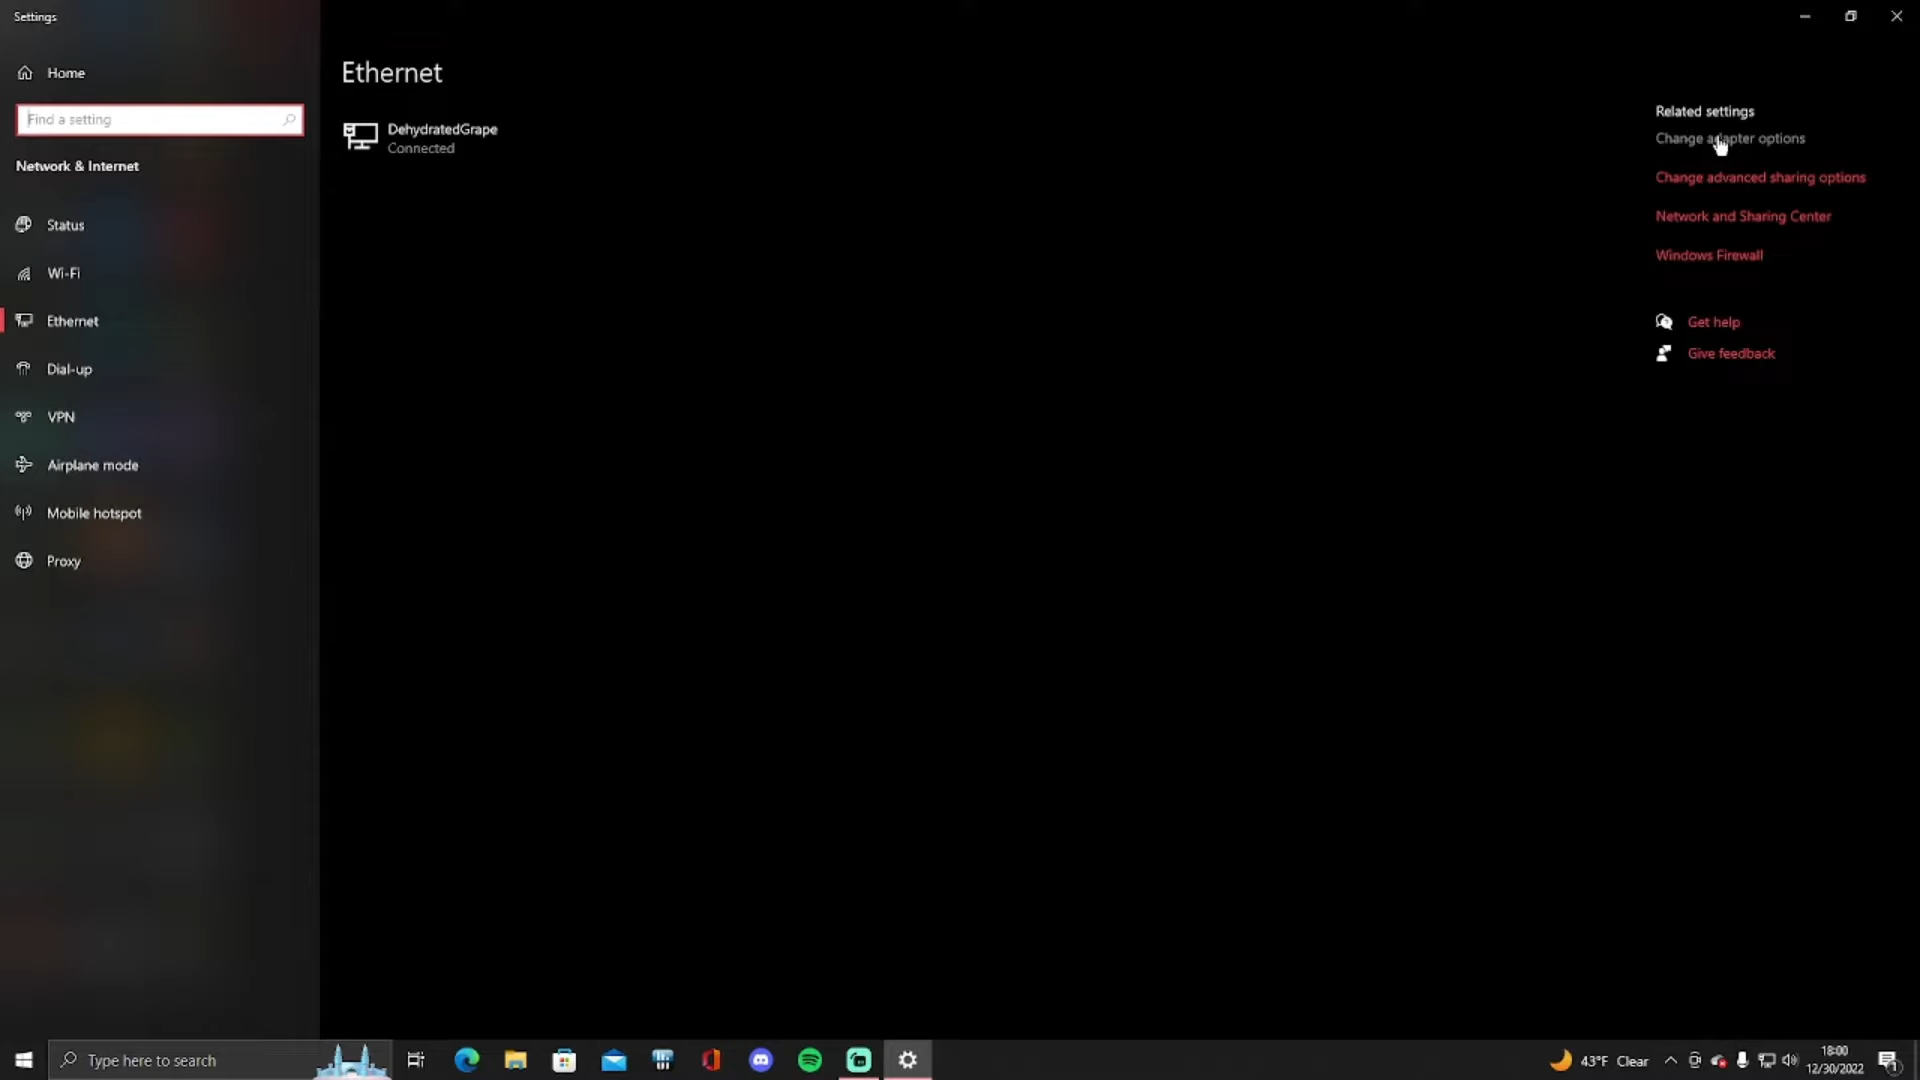 Settings
Home
Find a setting
Network & Internet
Status
Wi-Fi
Ethernet
Dial-up
VPN
Airplane mode
Mobile hotspot
Proxy
Ethernet
DehydratedGrape
Connected
Related settings
Change adapter options
Change advanced sharing options
Network and Sharing Center
Windows Firewall
Get help
Give feedback
Type here to search
43°F Clear
18:00
12/30/2022
1